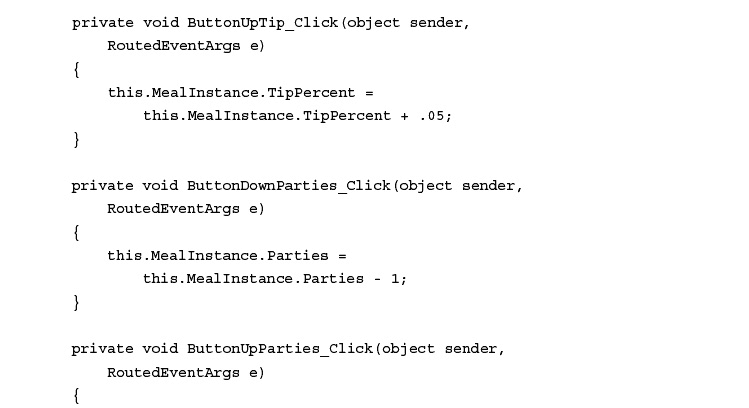 private void ButtonUpTip_Click(object sender,
RoutedEventArgs e)
{
this.MealInstance.TipPercent =
this.MealInstance.TipPercent + .05;
}
private void ButtonDownParties_Click(object sender,
RoutedEventArgs e)
{
this.MealInstance.Parties =
this.MealInstance.Parties - 1;
}
private void ButtonUpParties_Click(object sender,
RoutedEventArgs e)
{